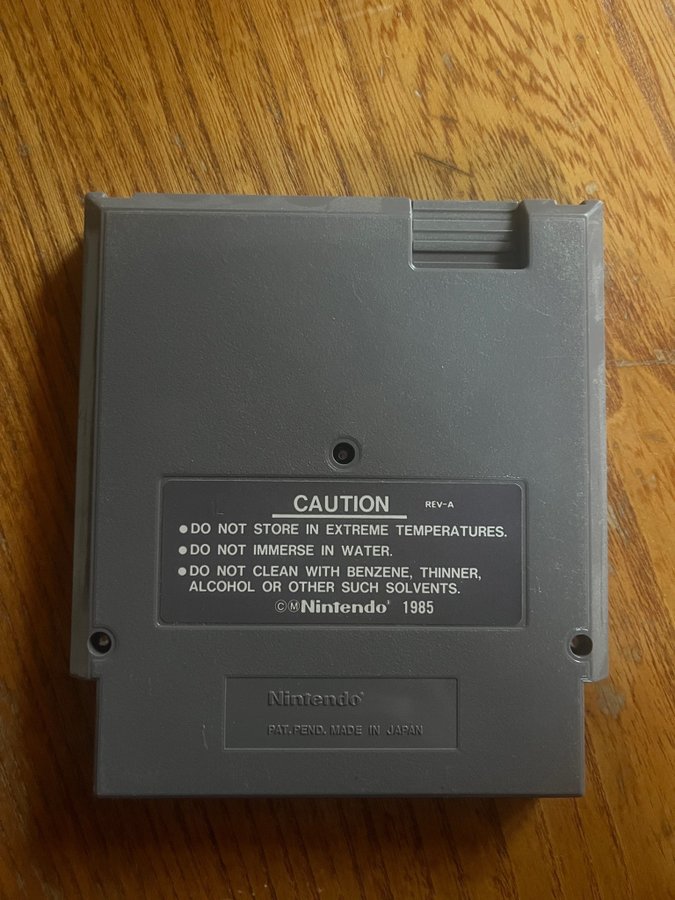 CAUTION REV-A
●DO NOT STORE IN EXTREME TEMPERATURES.
●DO NOT IMMERSE IN WATER.
●DO NOT CLEAN WITH BENZENE, THINNER,
ALCOHOL OR OTHER SUCH SOLVENTS.
©ⓂNintendo® 1985
Nintendo®
PAT. PEND. MADE IN JAPAN